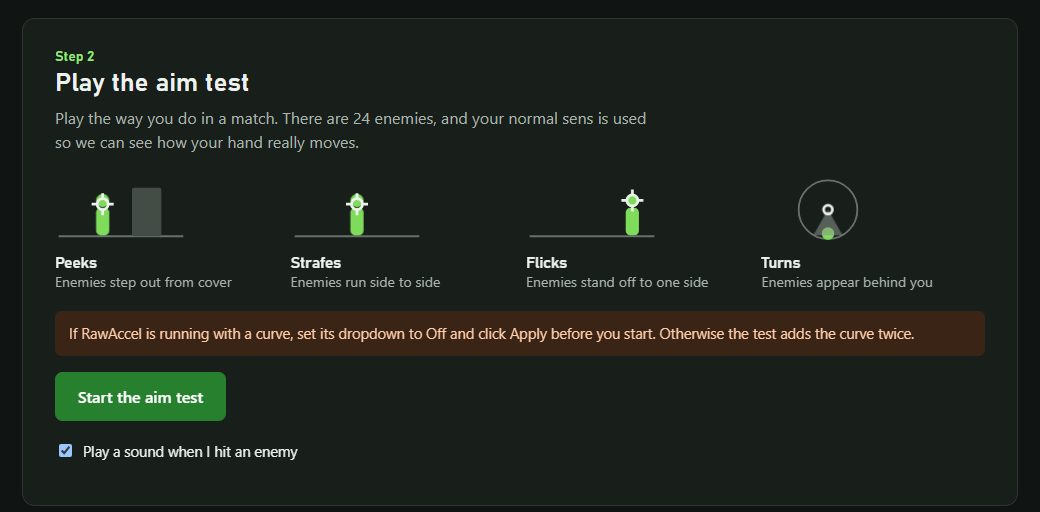 Step 2
Play the aim test
Play the way you do in a match. There are 24 enemies, and your normal sens is used
so we can see how your hand really moves.
Peeks
Enemies step out from cover
Strafes
Enemies run side to side
Flicks
Enemies stand off to one side
Turns
Enemies appear behind you
If RawAccel is running with a curve, set its dropdown to Off and click Apply before you start. Otherwise the test adds the curve twice.
Start the aim test
Play a sound when I hit an enemy